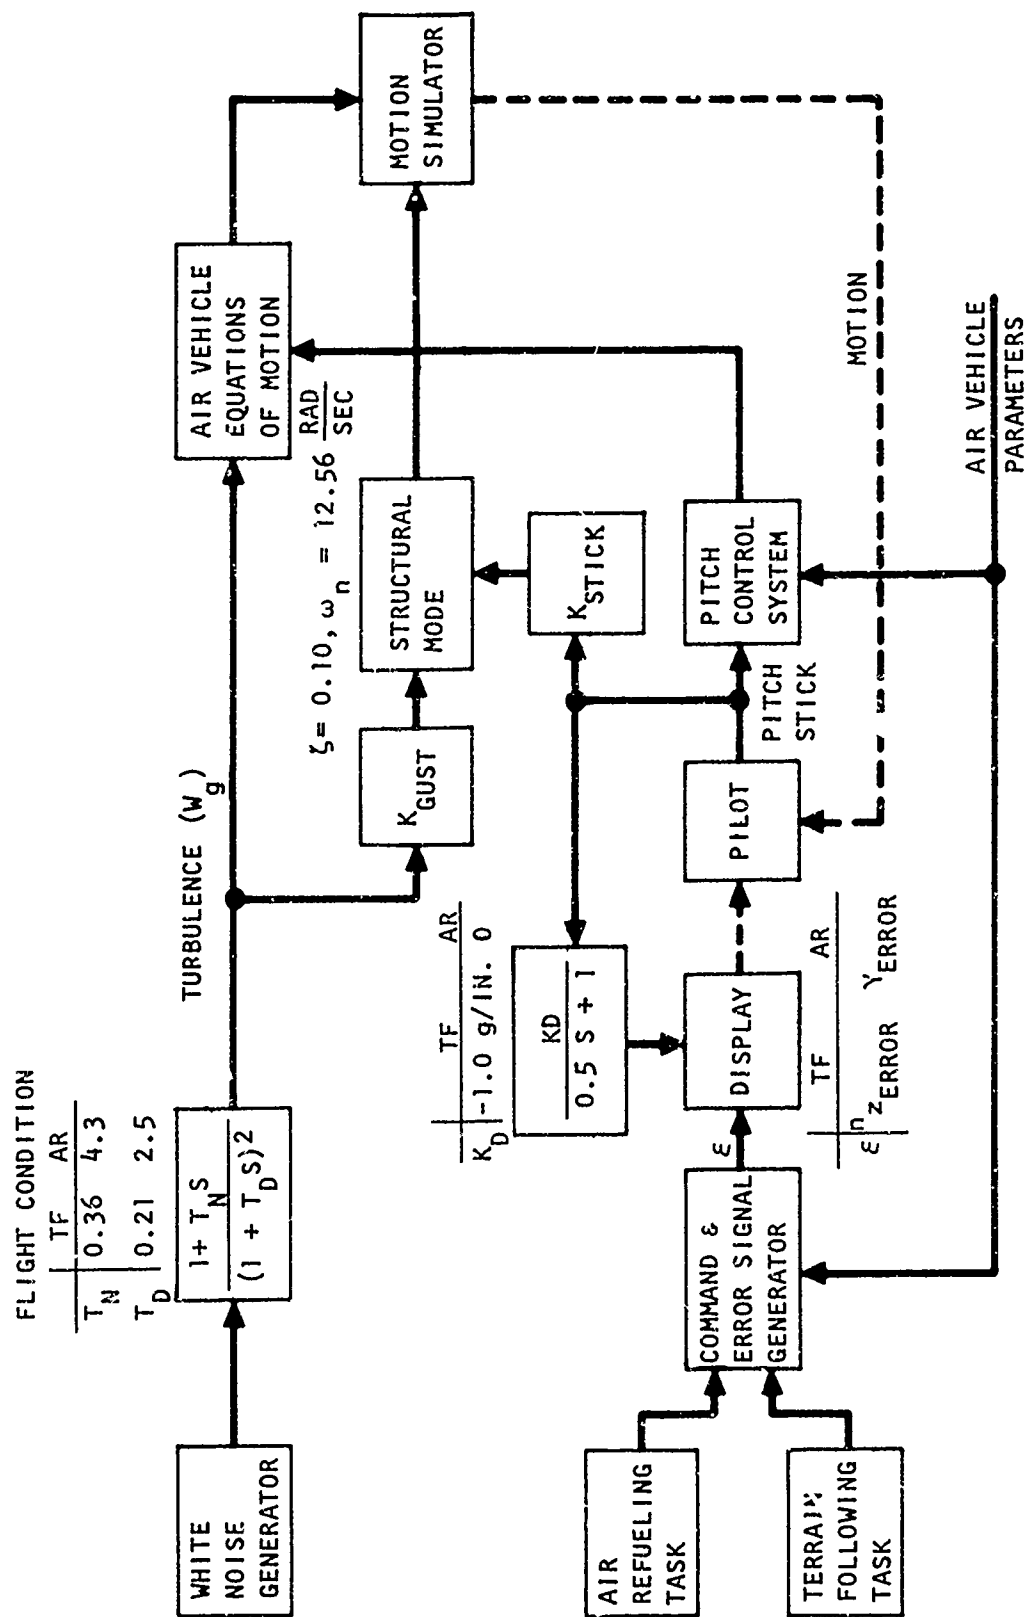 FLIGHT CONDITION
TF AR
T_N 0.36 4.3
T_D 0.21 2.5
WHITE
NOISE
GENERATOR
1+ T_N S
(1 + T_D S)^2
TURBULENCE (W_g)
AIR VEHICLE
EQUATIONS
OF MOTION
MOTION
SIMULATOR
ζ= 0.10, ω_n = 12.56 RAD
SEC
K_GUST
STRUCTURAL
MODE
K_STICK
TF AR
K_D -1.0 g/IN. 0
KD
0.5 S + 1
AIR
REFUELING
TASK
TERRAIN
FOLLOWING
TASK
COMMAND &
ERROR SIGNAL
GENERATOR
ε
DISPLAY
TF AR
ε n_z ERROR γ_ERROR
PILOT
PITCH
STICK
PITCH
CONTROL
SYSTEM
MOTION
AIR VEHICLE
PARAMETERS